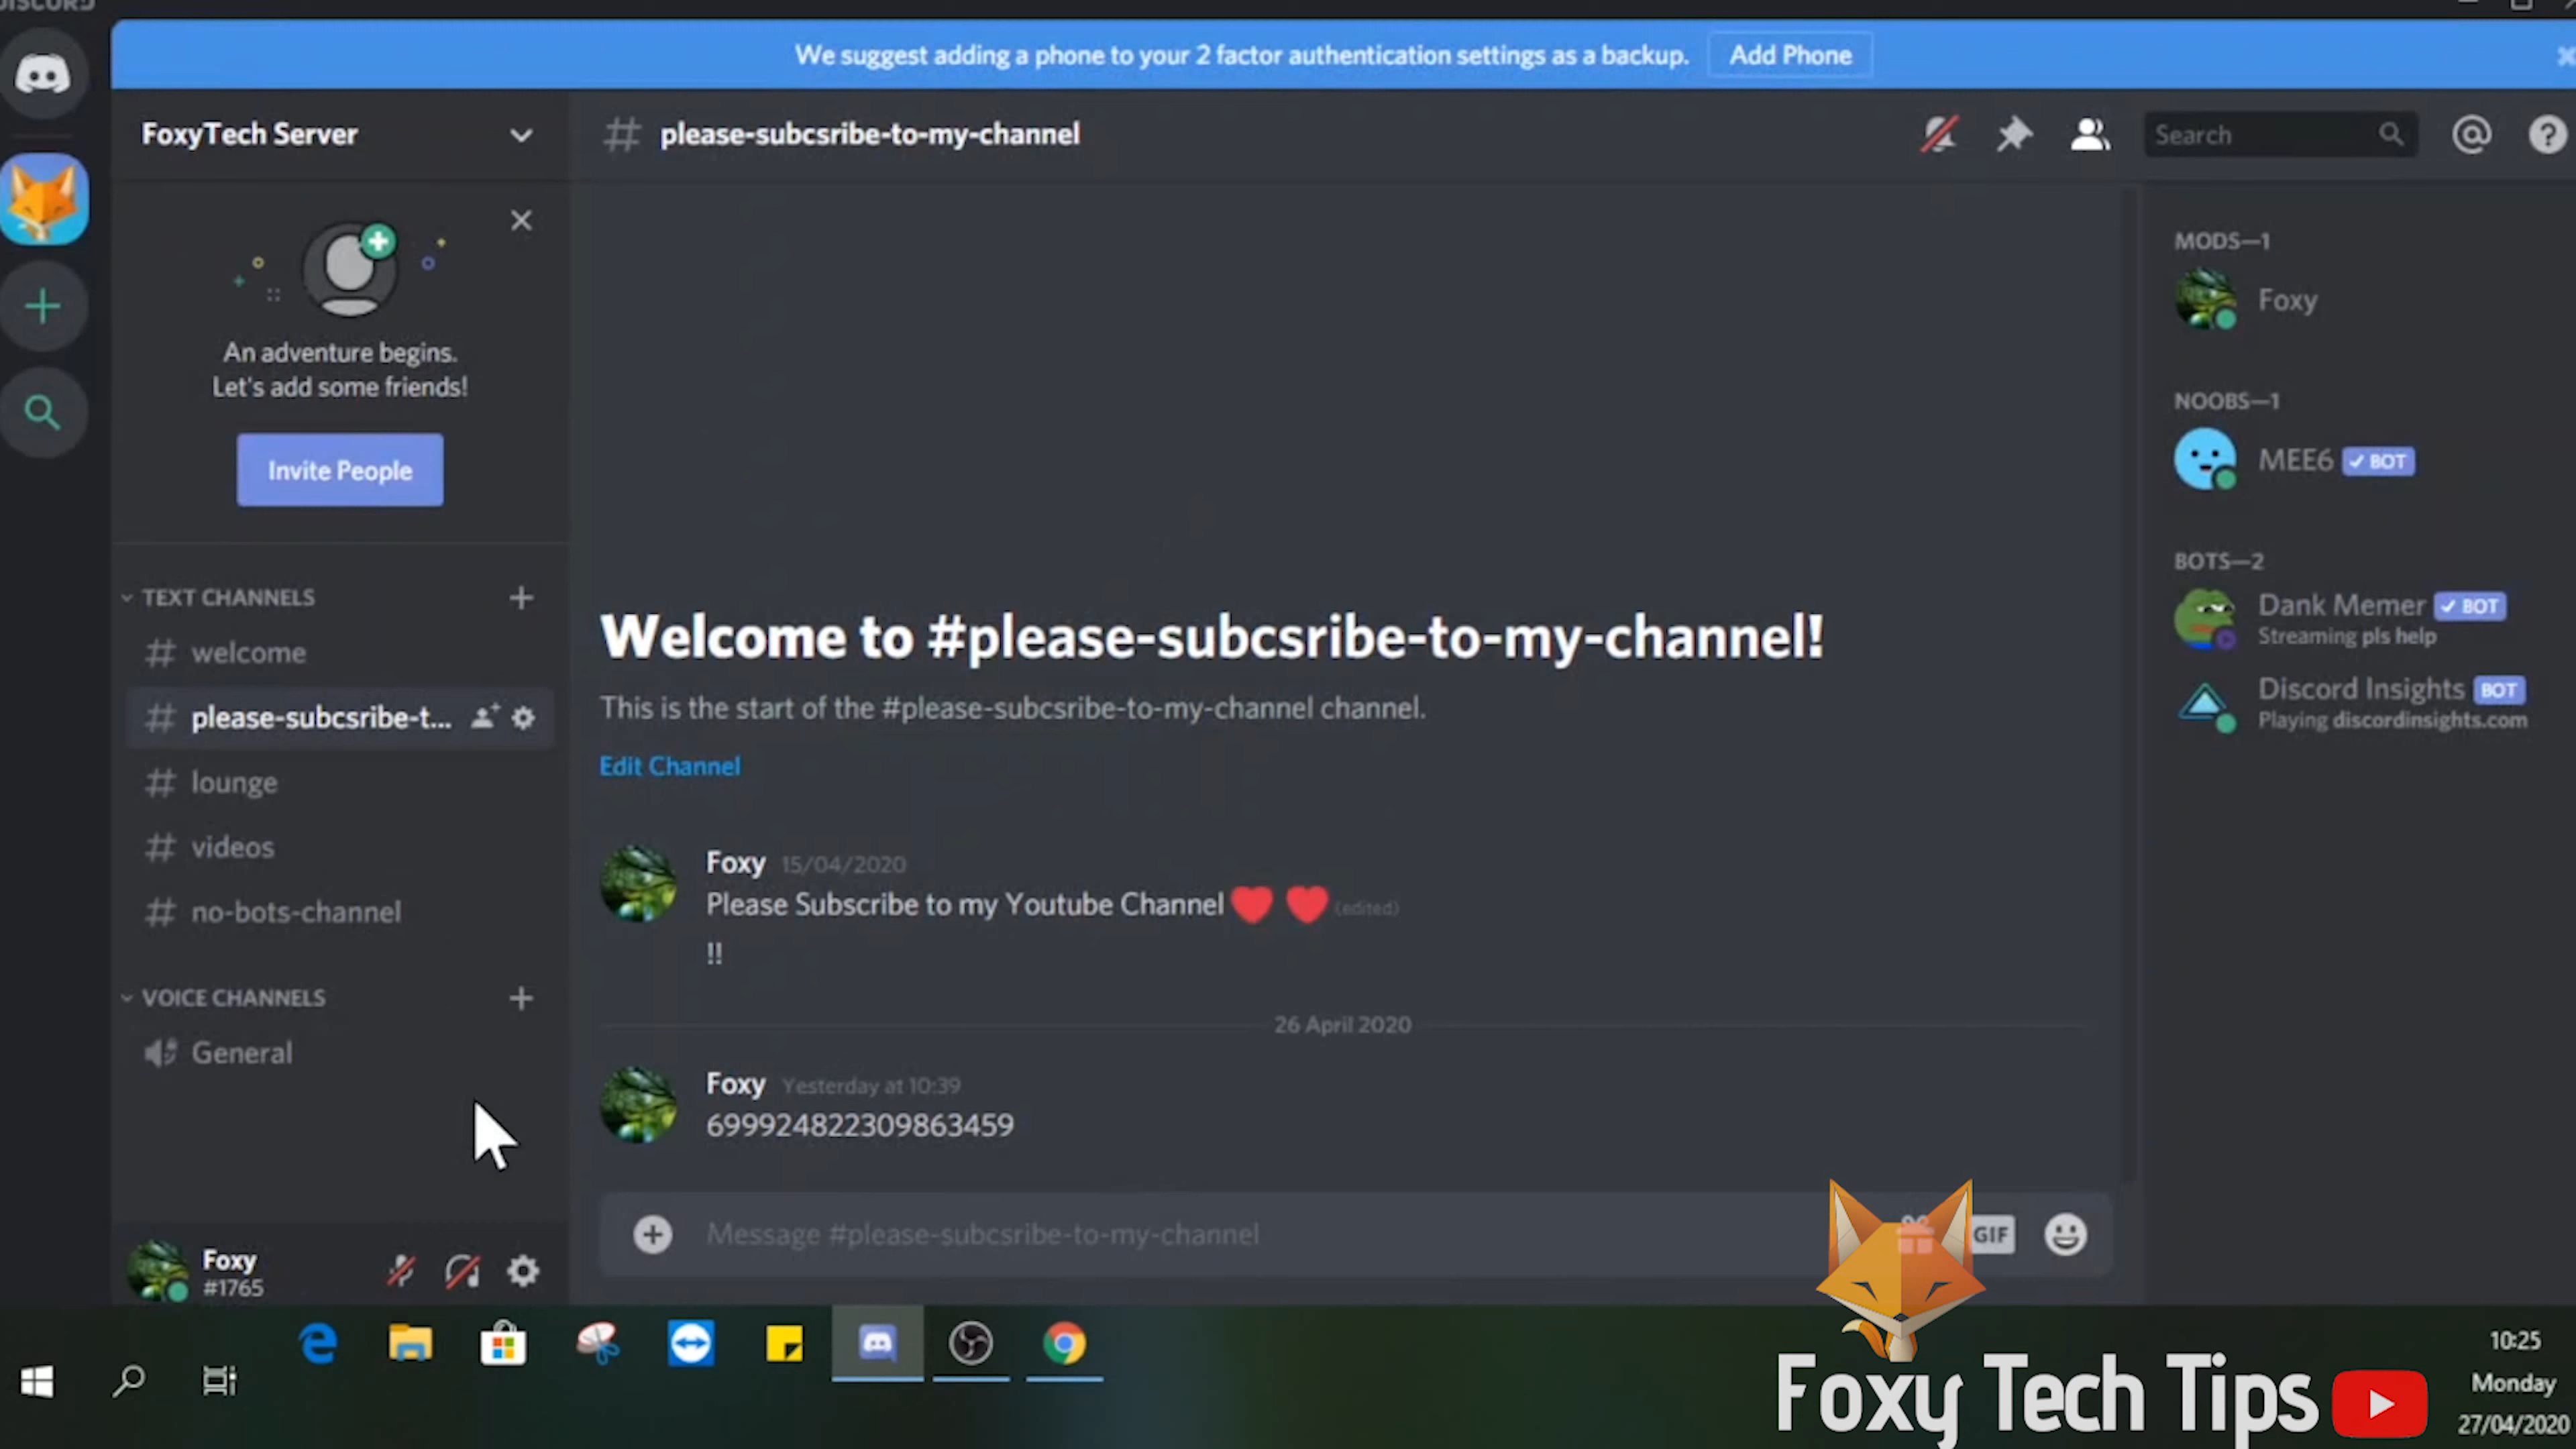 DISCORD
We suggest adding a phone to your 2 factor authentication settings as a backup. Add Phone
FoxyTech Server
please-subcsribe-to-my-channel
Search
An adventure begins.
Let's add some friends!
Invite People
TEXT CHANNELS
welcome
please-subcsribe-t...
lounge
videos
no-bots-channel
VOICE CHANNELS
General
Foxy
#1765
Welcome to #please-subcsribe-to-my-channel!
This is the start of the #please-subcsribe-to-my-channel channel.
Edit Channel
Foxy 15/04/2020
Please Subscribe to my Youtube Channel (edited)
!!
26 April 2020
Foxy Yesterday at 10:39
699924822309863459
Message #please-subcsribe-to-my-channel
GIF
MODS—1
Foxy
NOOBS—1
MEE6 BOT
BOTS—2
Dank Memer BOT
Streaming pls help
Discord Insights BOT
Playing discordinsights.com
Foxy Tech Tips
10:25
Monday
27/04/2020